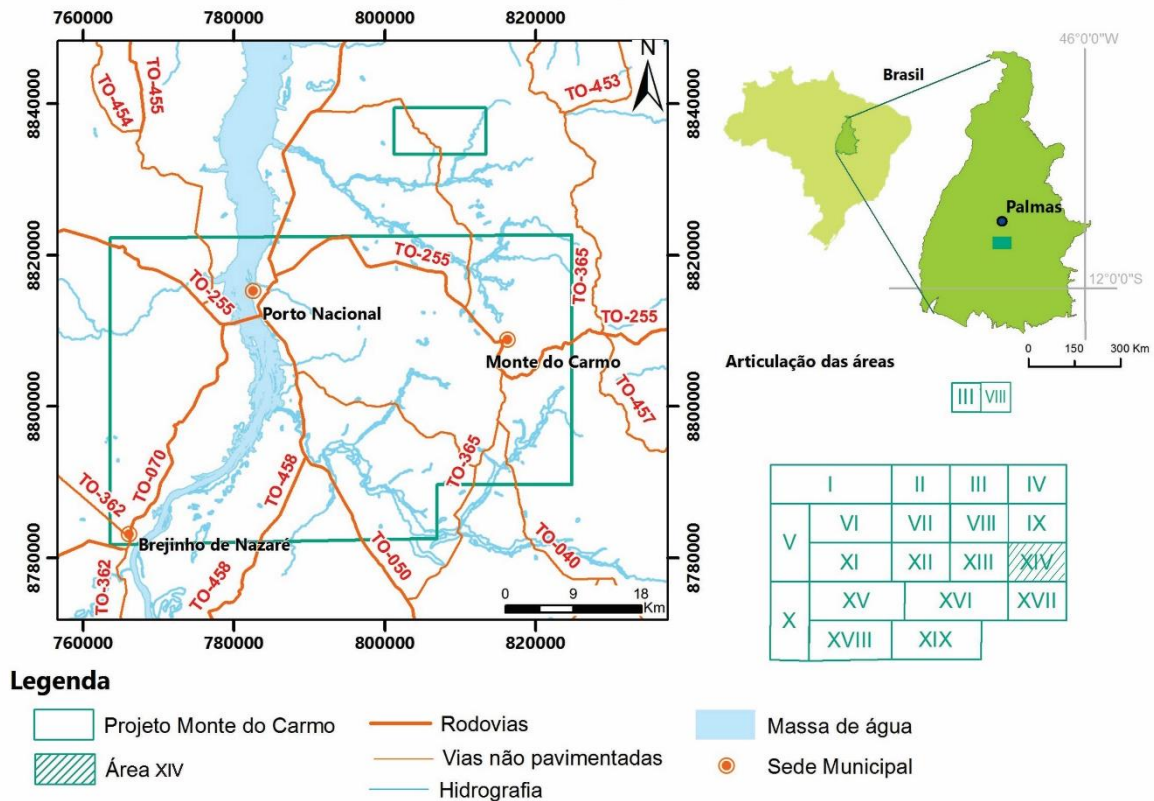 760000 780000 800000 820000
8840000
8820000
8800000
8780000
8840000
8820000
8800000
8780000
760000 780000 800000 820000
N
TO-454
TO-455
TO-453
TO-255
TO-365
TO-255
TO-255
Porto Nacional
Monte do Carmo
TO-457
TO-070
TO-458
TO-365
TO-362
Brejinho de Nazaré
TO-362
TO-458
TO-050
TO-040
0 9 18
Km
46°0'0"W
Brasil
Palmas
12°0'0"S
0 150 300 Km
Articulação das áreas
III VIII
I II III IV
V VI VII VIII IX
XI XII XIII XIV
X XV XVI XVII
XVIII XIX
Legenda
Projeto Monte do Carmo
Área XIV
Rodovias
Vias não pavimentadas
Hidrografia
Massa de água
Sede Municipal